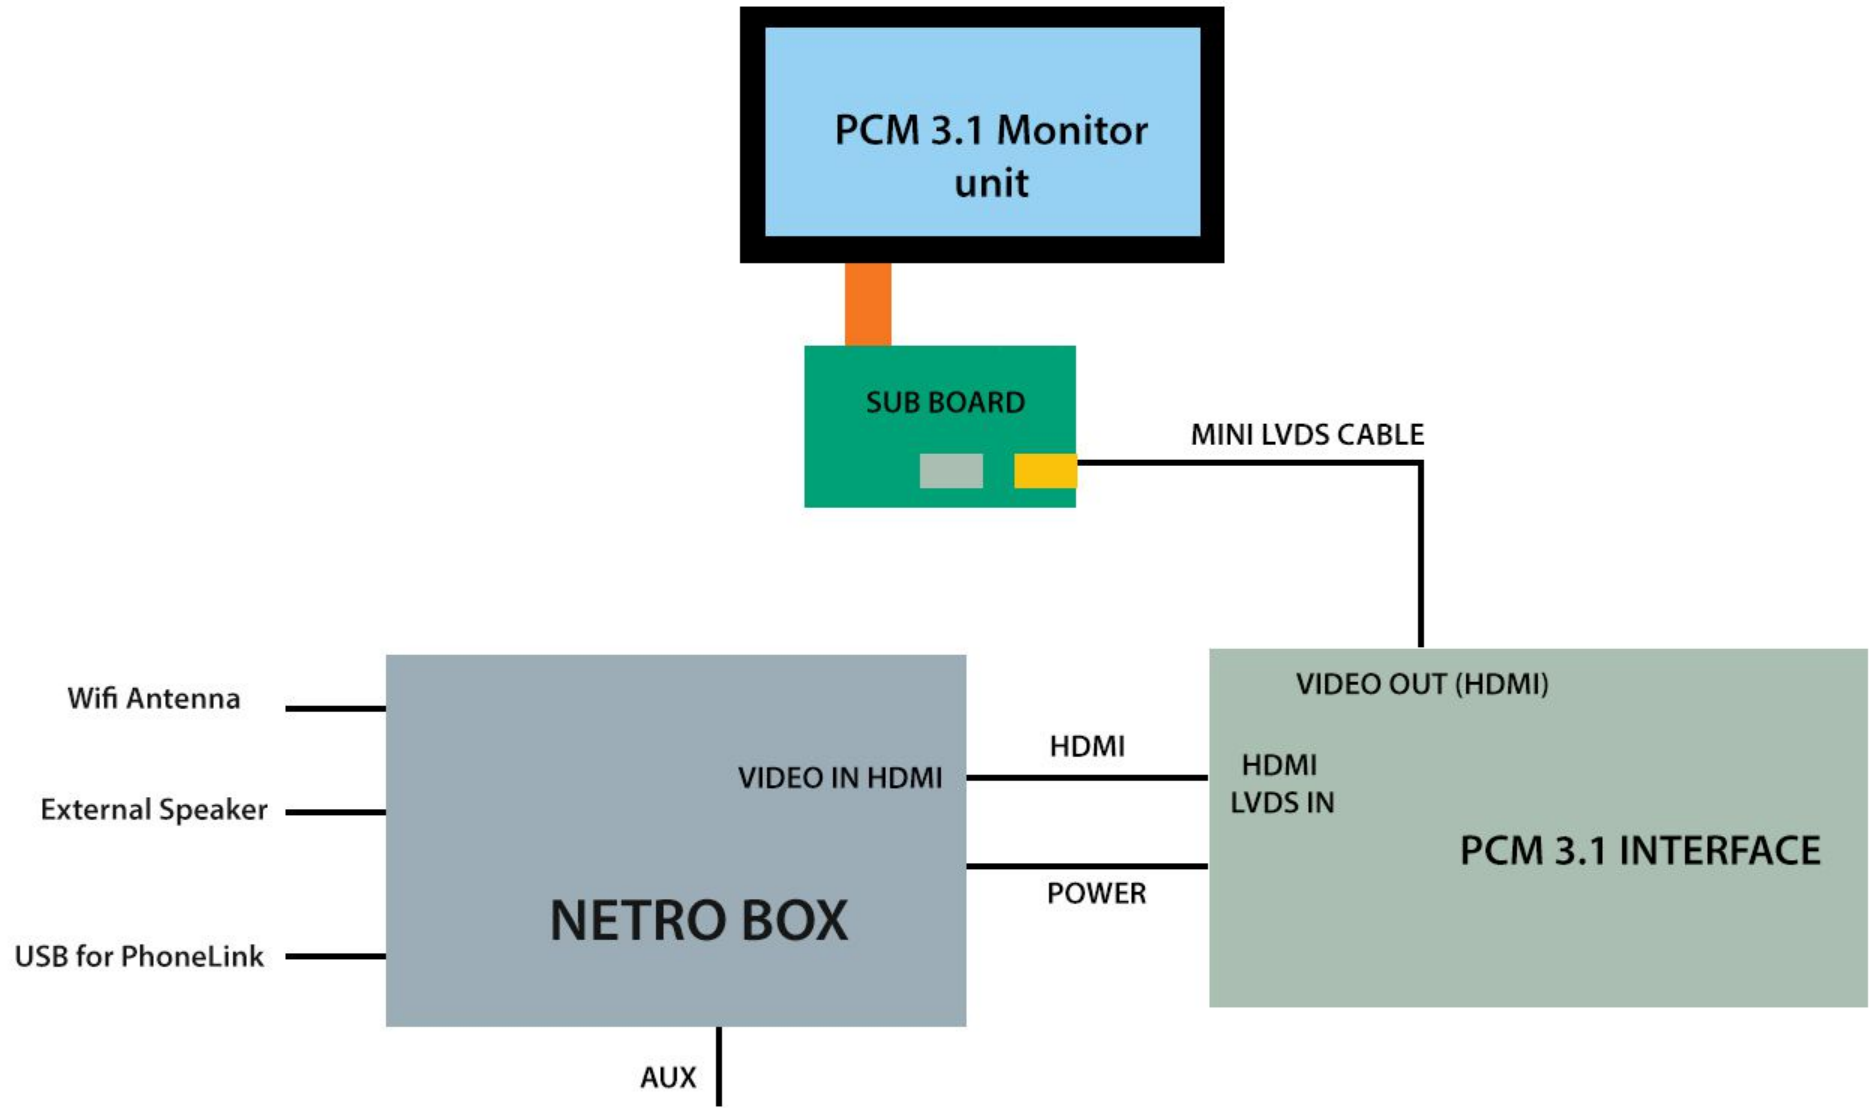 PCM 3.1 Monitor
unit
SUB BOARD
MINI LVDS CABLE
VIDEO OUT (HDMI)
Wifi Antenna
HDMI
HDMI
LVDS IN
VIDEO IN HDMI
External Speaker
PCM 3.1 INTERFACE
POWER
NETRO BOX
USB for PhoneLink
AUX